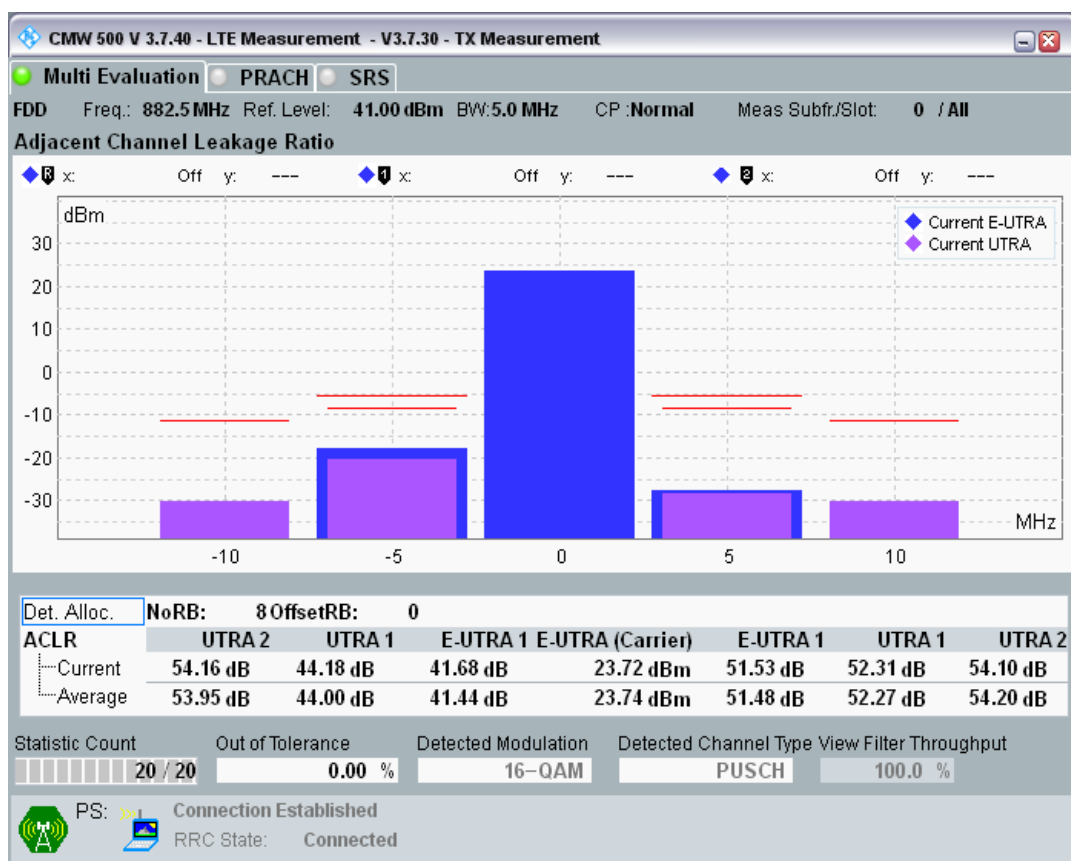 CMW 500 V 3.7.40 - LTE Measurement - V3.7.30 - TX Measurement
Multi Evaluation PRACH SRS
FDD Freq.: 882.5 MHz Ref. Level: 41.00 dBm BW:5.0 MHz CP :Normal Meas Subfr./Slot: 0 / All
Adjacent Channel Leakage Ratio
R x: Off y: --- 1 x: Off y: --- 2 x: Off y: ---
dBm
Current E-UTRA
Current UTRA
30
20
10
0
-10
-20
-30
MHz
-10 -5 0 5 10
Det. Alloc. NoRB: 8 OffsetRB: 0
ACLR UTRA 2 UTRA 1 E-UTRA 1 E-UTRA (Carrier) E-UTRA 1 UTRA 1 UTRA 2
Current 54.16 dB 44.18 dB 41.68 dB 23.72 dBm 51.53 dB 52.31 dB 54.10 dB
Average 53.95 dB 44.00 dB 41.44 dB 23.74 dBm 51.48 dB 52.27 dB 54.20 dB
Statistic Count Out of Tolerance Detected Modulation Detected Channel Type View Filter Throughput
20 / 20 0.00 % 16-QAM PUSCH 100.0 %
PS: Connection Established
RRC State: Connected